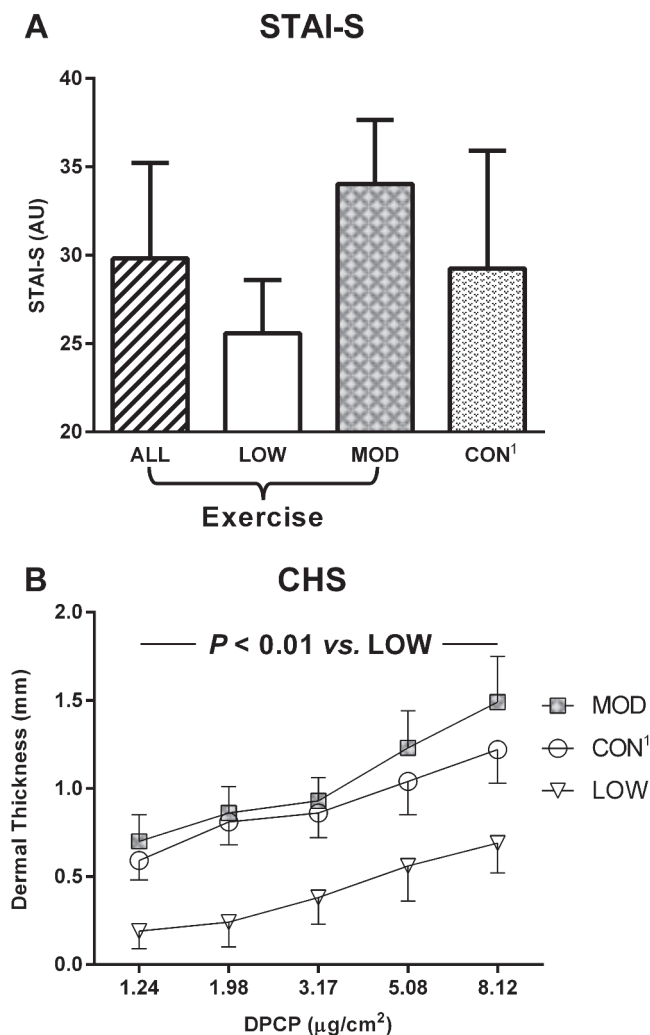 A
STAI-S
STAI-S (AU)
40
35
30
25
20
ALL LOW MOD CON¹
Exercise
B
CHS
Dermal Thickness (mm)
2.0
1.5
1.0
0.5
0.0
P < 0.01 vs. LOW
MOD
CON¹
LOW
1.24 1.98 3.17 5.08 8.12
DPCP (μg/cm²)